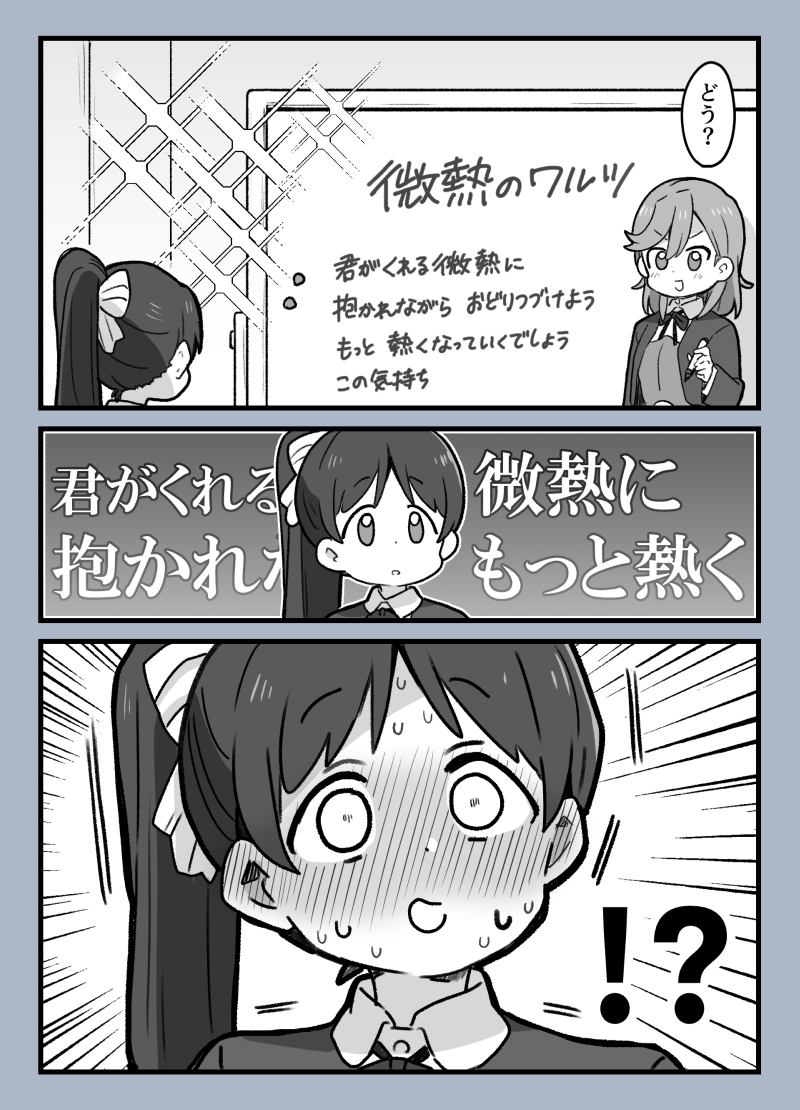 どう？
微熱のワルツ
君がくれる微熱に
抱かれながら おどりつづけよう
もっと 熱くなっていくでしょう
この気持ち
君がくれる
微熱に
抱かれな
もっと熱く
！？